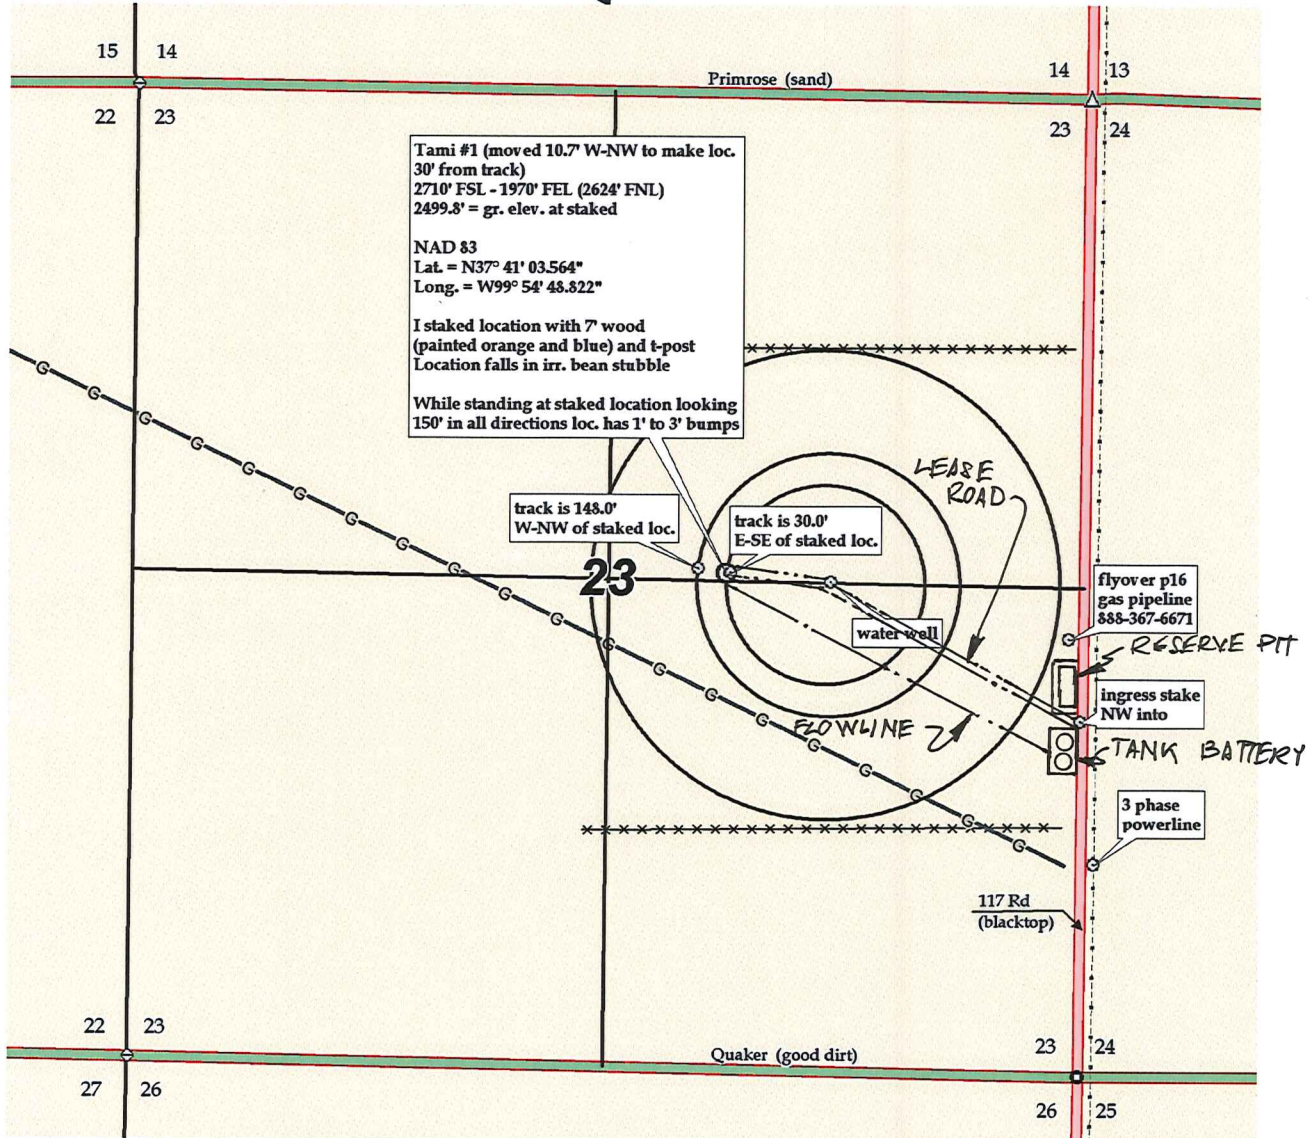 15 14
14 13
Primrose (sand)
22 23
23 24
Tami #1 (moved 10.7' W-NW to make loc.
30' from track)
2710' FSL - 1970' FEL (2624' FNL)
2499.8' = gr. elev. at staked
NAD 83
Lat. = N37° 41' 03.564"
Long. = W99° 54' 48.822"
I staked location with 7' wood
(painted orange and blue) and t-post
Location falls in irr. bean stubble
While standing at staked location looking
150' in all directions loc. has 1' to 3' bumps
LEASE
ROAD
track is 148.0'
W-NW of staked loc.
track is 30.0'
E-SE of staked loc.
23
flyover p16
gas pipeline
888-367-6671
water well
RESERVE PIT
ingress stake
NW into
FLOWLINE
TANK BATTERY
3 phase
powerline
117 Rd
(blacktop)
22 23
23 24
Quaker (good dirt)
27 26
26 25
G G G G G G G G G G G G G G G G G G G G